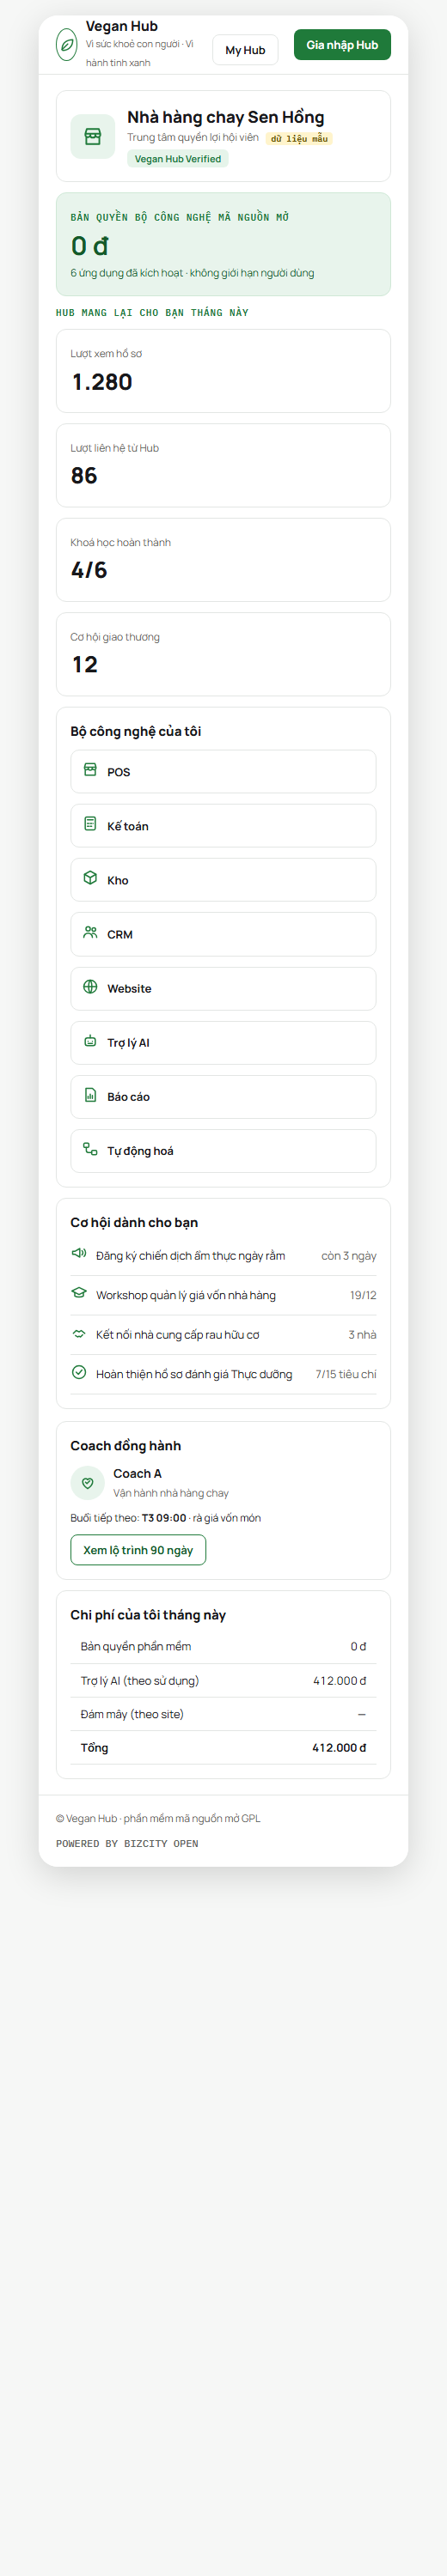 Vegan Hub
Vì sức khoẻ con người · Vì
hành tinh xanh
My Hub
Gia nhập Hub
Nhà hàng chay Sen Hồng
Trung tâm quyền lợi hội viên dữ liệu mẫu
Vegan Hub Verified
BẢN QUYỀN BỘ CÔNG NGHỆ MÃ NGUỒN MỞ
0 đ
6 ứng dụng đã kích hoạt · không giới hạn người dùng
HUB MANG LẠI CHO BẠN THÁNG NÀY
Lượt xem hồ sơ
1.280
Lượt liên hệ từ Hub
86
Khoá học hoàn thành
4/6
Cơ hội giao thương
12
Bộ công nghệ của tôi
POS
Kế toán
Kho
CRM
Website
Trợ lý AI
Báo cáo
Tự động hoá
Cơ hội dành cho bạn
Đăng ký chiến dịch ẩm thực ngày rằm còn 3 ngày
Workshop quản lý giá vốn nhà hàng 19/12
Kết nối nhà cung cấp rau hữu cơ 3 nhà
Hoàn thiện hồ sơ đánh giá Thực dưỡng 7/15 tiêu chí
Coach đồng hành
Coach A
Vận hành nhà hàng chay
Buổi tiếp theo: T3 09:00 · rà giá vốn món
Xem lộ trình 90 ngày
Chi phí của tôi tháng này
Bản quyền phần mềm 0 đ
Trợ lý AI (theo sử dụng) 412.000 đ
Đám mây (theo site) —
Tổng 412.000 đ
© Vegan Hub · phần mềm mã nguồn mở GPL
POWERED BY BIZCITY OPEN